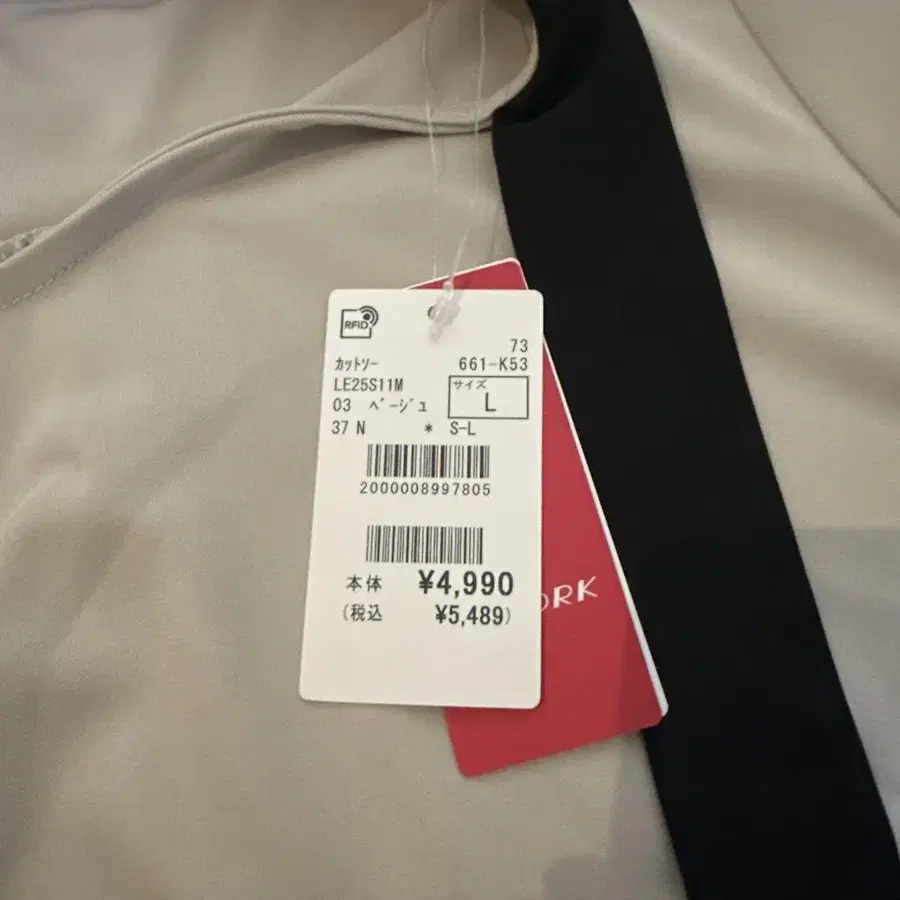 RFID
73
カットソー 661-K53
LE25S11M サイズ
03 ベージュ L
37 N * S-L
2000008997805
本体 ¥4,990
(税込 ¥5,489)